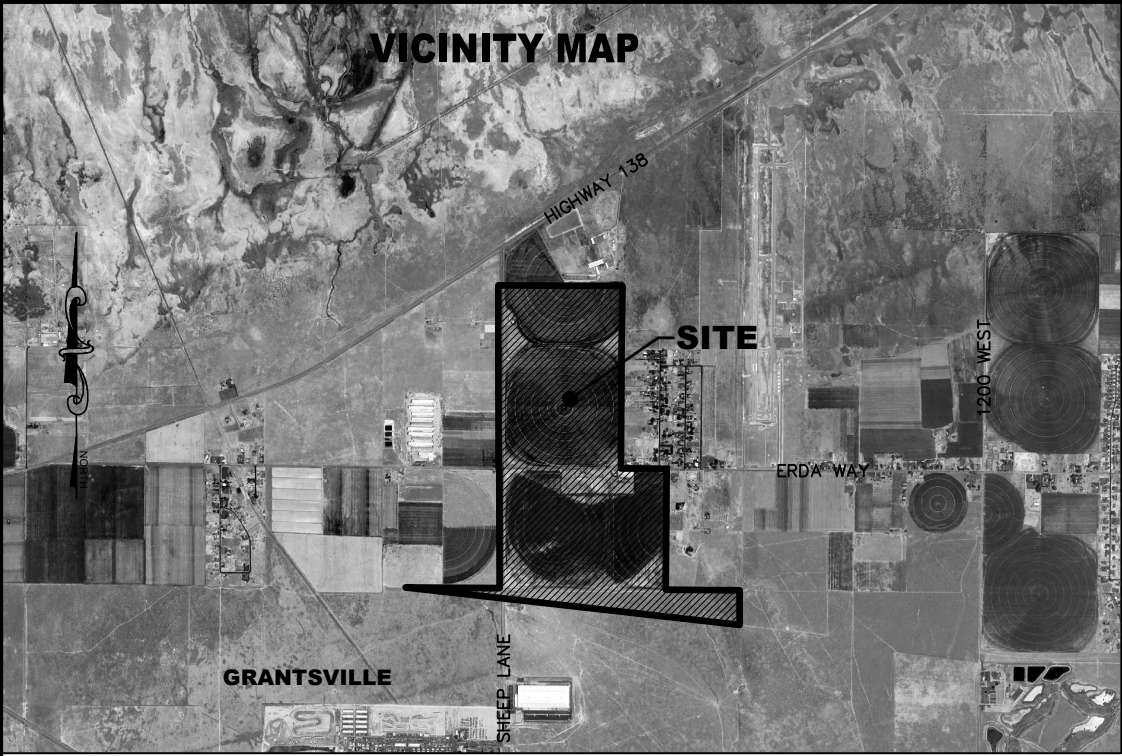 VICINITY MAP
HIGHWAY 138
SITE
1200 WEST
ERDA WAY
NORTH
GRANTSVILLE
SHEEP LANE